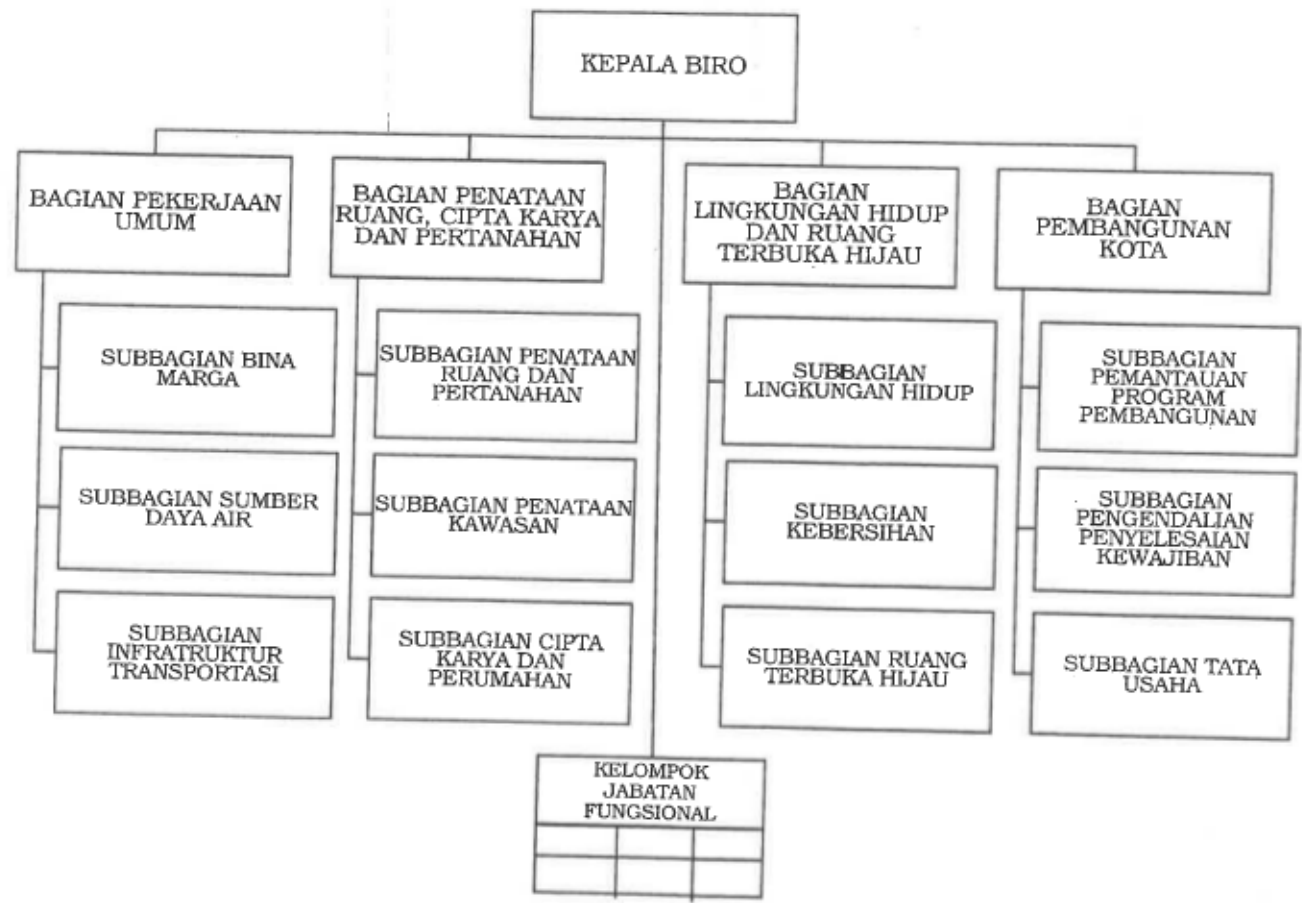 KEPALA BIRO
BAGIAN PEKERJAAN
UMUM
BAGIAN PENATAAN
RUANG, CIPTA KARYA
DAN PERTANAHAN
BAGIAN
LINGKUNGAN HIDUP
DAN RUANG
TERBUKA HIJAU
BAGIAN
PEMBANGUNAN
KOTA
SUBBAGIAN BINA
MARGA
SUBBAGIAN PENATAAN
RUANG DAN
PERTANAHAN
SUBBAGIAN
LINGKUNGAN HIDUP
SUBBAGIAN
PEMANTAUAN
PROGRAM
PEMBANGUNAN
SUBBAGIAN SUMBER
DAYA AIR
SUBBAGIAN PENATAAN
KAWASAN
SUBBAGIAN
KEBERSIHAN
SUBBAGIAN
PENGENDALIAN
PENYELESAIAN
KEWAJIBAN
SUBBAGIAN
INFRATRUKTUR
TRANSPORTASI
SUBBAGIAN CIPTA
KARYA DAN
PERUMAHAN
SUBBAGIAN RUANG
TERBUKA HIJAU
SUBBAGIAN TATA
USAHA
KELOMPOK
JABATAN
FUNGSIONAL